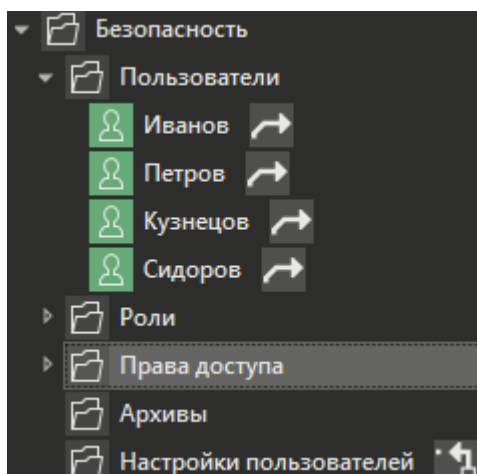 Безопасность
Пользователи
Иванов
Петров
Кузнецов
Сидоров
Роли
Права доступа
Архивы
Настройки пользователей